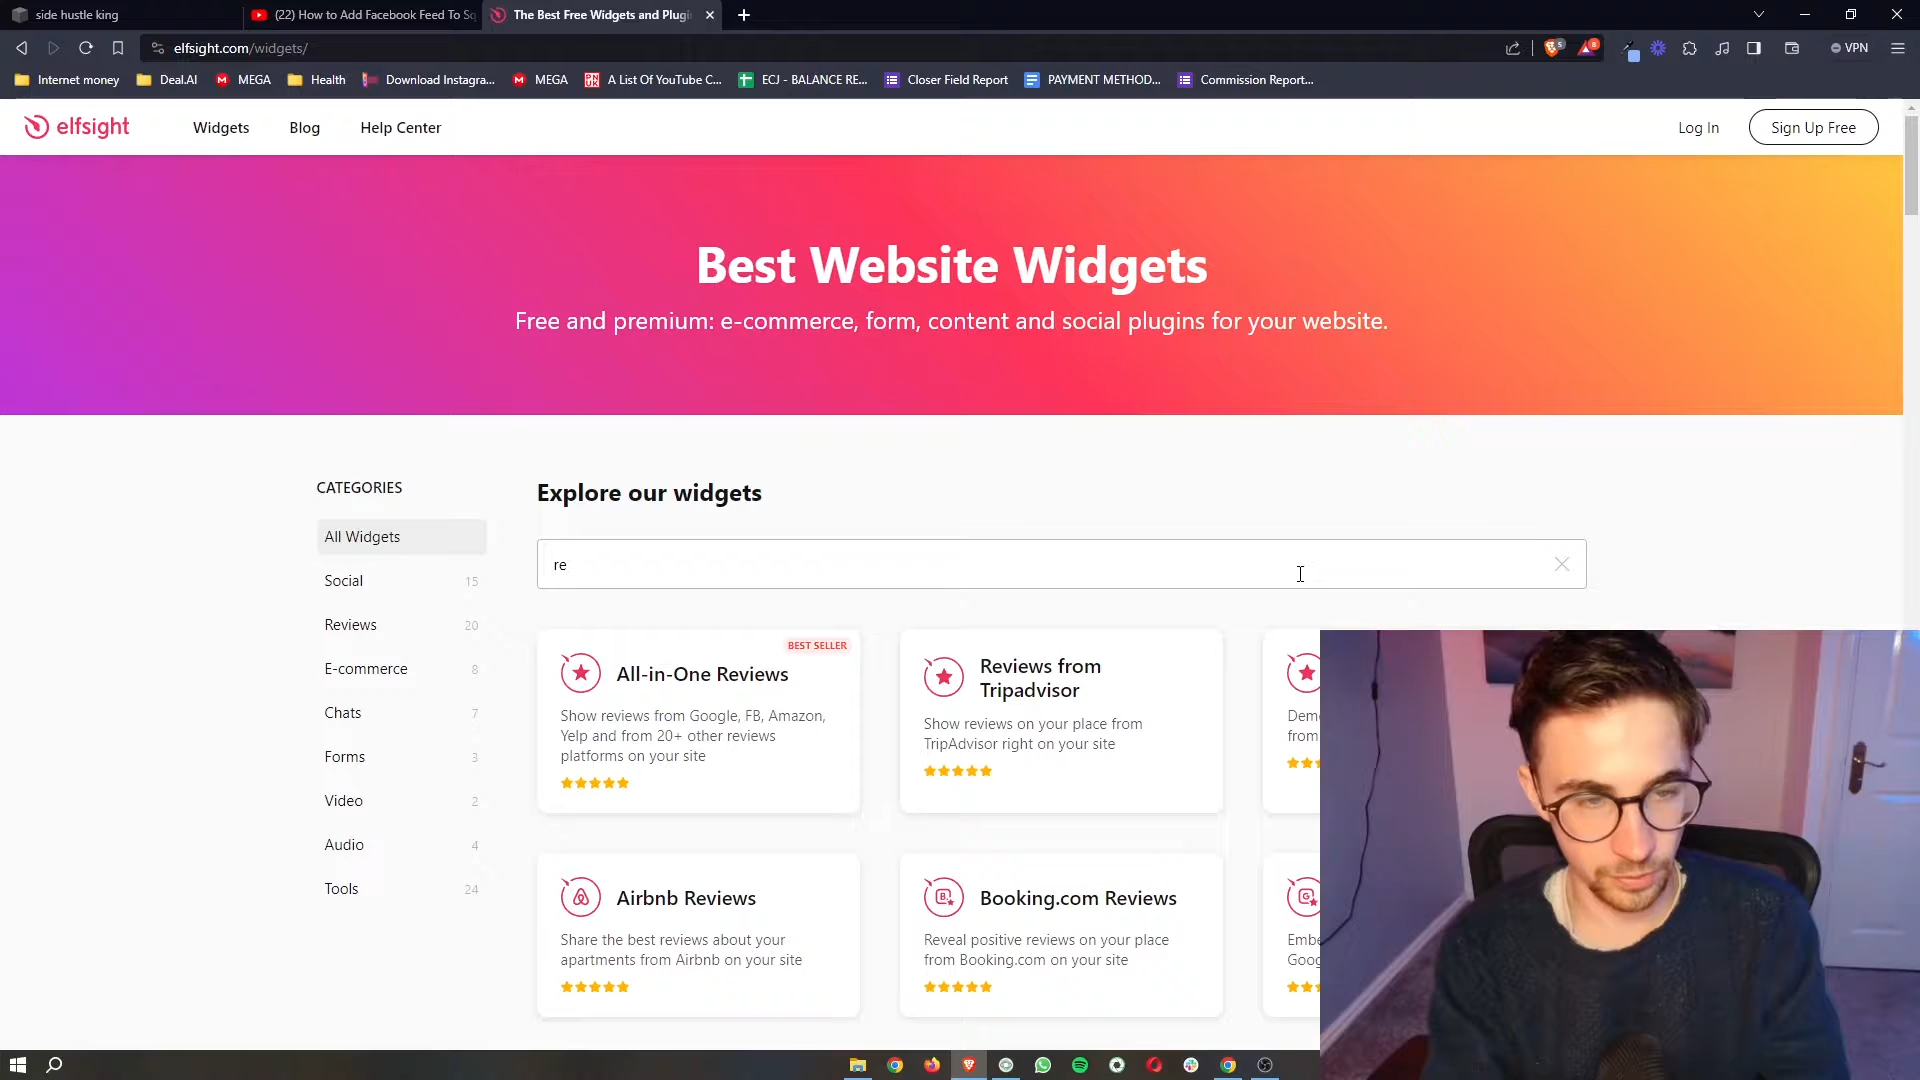 side hustle king
(22) How to Add Facebook Feed To Sq
The Best Free Widgets and Plugi
elfsight.com/widgets/
VPN
Internet money
Deal.AI
MEGA
Health
Download Instagra...
MEGA
A List Of YouTube C...
ECJ - BALANCE RE...
Closer Field Report
PAYMENT METHOD...
Commission Report...
elfsight
Widgets
Blog
Help Center
Log In
Sign Up Free
Best Website Widgets
Free and premium: e-commerce, form, content and social plugins for your website.
CATEGORIES
All Widgets
Social 15
Reviews 20
E-commerce 8
Chats 7
Forms 3
Video 2
Audio 4
Tools 24
Explore our widgets
re
BEST SELLER
All-in-One Reviews
Show reviews from Google, FB, Amazon,
Yelp and from 20+ other reviews
platforms on your site
Reviews from
Tripadvisor
Show reviews on your place from
TripAdvisor right on your site
Dem
from
Airbnb Reviews
Share the best reviews about your
apartments from Airbnb on your site
Booking.com Reviews
Reveal positive reviews on your place
from Booking.com on your site
Embe
Goog